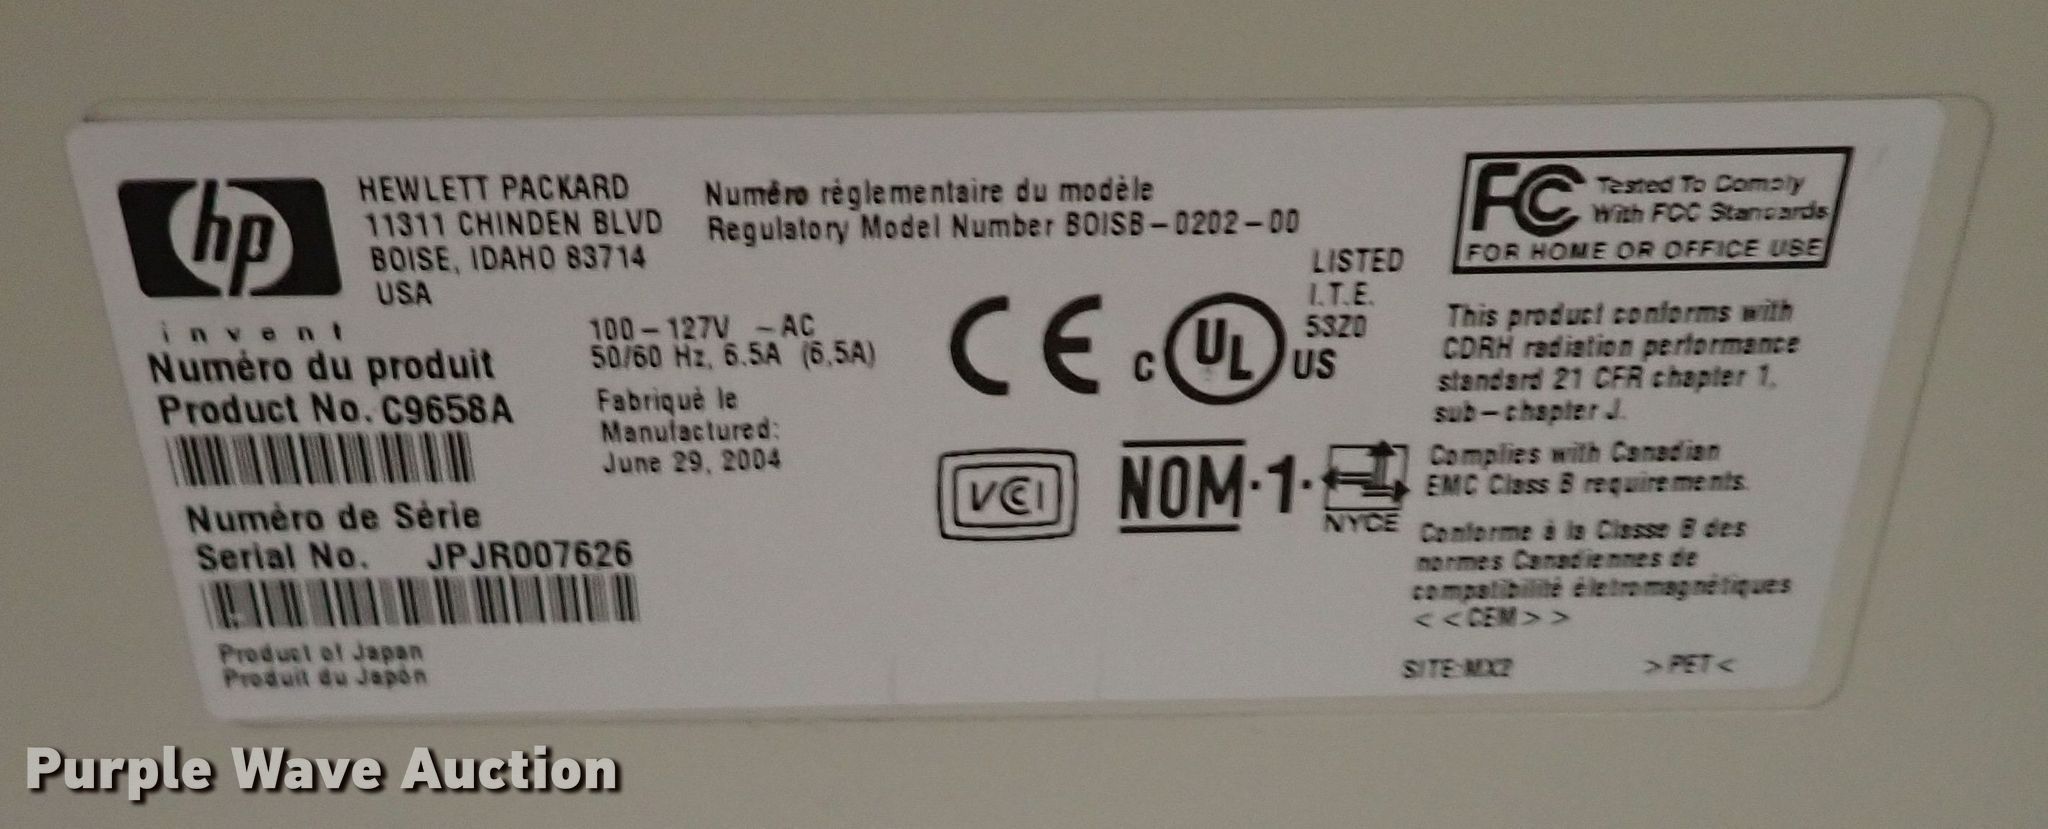 hp
invent
HEWLETT PACKARD
11311 CHINDEN BLVD
BOISE, IDAHO 83714
USA
Numéro règlementaire du modèle
Regulatory Model Number BOISB-0202-00
Numéro du produit
Product No. C9658A
Numéro de Série
Serial No. JPJR007626
Product of Japan
Produit du Japón
100-127V ~AC
50/60 Hz, 6.5A (6,5A)
Fabriqué le
Manufactured:
June 29, 2004
CE
C UL US
LISTED
I.T.E.
53Z0
VCCI
NOM·1·
NYCE
FC Tested To Comply
With FCC Standards
FOR HOME OR OFFICE USE
This product conforms with
CDRH radiation performance
standard 21 CFR chapter 1,
sub-chapter J.
Complies with Canadian
EMC Class B requirements.
Conforme à la Classe B des
normes Canadiennes de
compatibilité életromagnétiques
<<CEM>>
SITE:MX2 >PET<
Purple Wave Auction